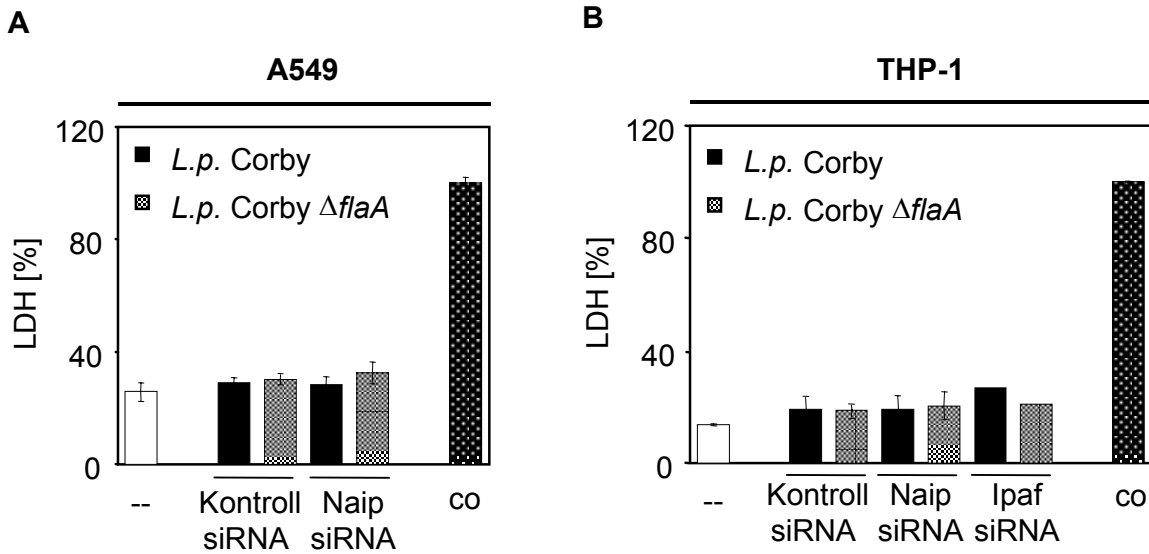 A
A549
120
80
40
0
LDH [%]
L.p. Corby
L.p. Corby ΔflaA
--
Kontroll
siRNA
Naip
siRNA
co
B
THP-1
120
80
40
0
LDH [%]
L.p. Corby
L.p. Corby ΔflaA
--
Kontroll
siRNA
Naip
siRNA
Ipaf
siRNA
co